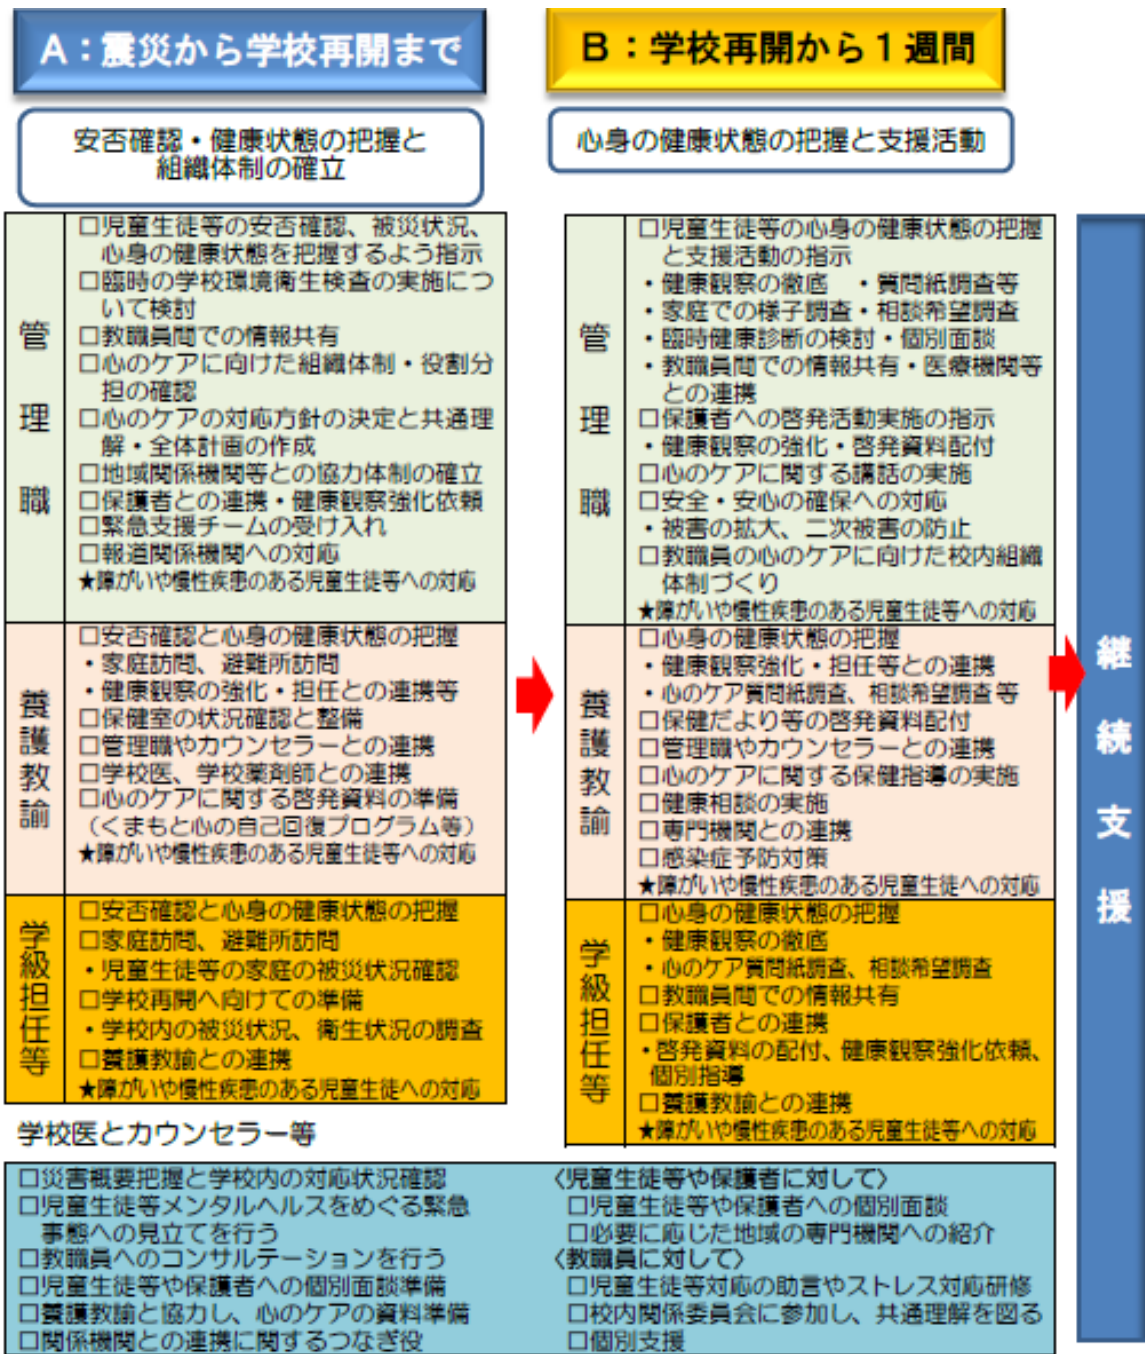 A：震災から学校再開まで
安否確認・健康状態の把握と
組織体制の確立
管理職
□児童生徒等の安否確認、被災状況、
心身の健康状態を把握するよう指示
□臨時の学校環境衛生検査の実施につ
いて検討
□教職員間での情報共有
□心のケアに向けた組織体制・役割分
担の確認
□心のケアの対応方針の決定と共通理
解・全体計画の作成
□地域関係機関等との協力体制の確立
□保護者との連携・健康観察強化依頼
□緊急支援チームの受け入れ
□報道関係機関への対応
★障がいや慢性疾患のある児童生徒等への対応
養護教諭
□安否確認と心身の健康状態の把握
・家庭訪問、避難所訪問
・健康観察の強化・担任との連携等
□保健室の状況確認と整備
□管理職やカウンセラーとの連携
□学校医、学校薬剤師との連携
□心のケアに関する啓発資料の準備
（くまもと心の自己回復プログラム等）
★障がいや慢性疾患のある児童生徒等への対応
学級担任等
□安否確認と心身の健康状態の把握
□家庭訪問、避難所訪問
・児童生徒等の家庭の被災状況確認
□学校再開へ向けての準備
・学校内の被災状況、衛生状況の調査
□養護教諭との連携
★障がいや慢性疾患のある児童生徒への対応
B：学校再開から１週間
心身の健康状態の把握と支援活動
管理職
□児童生徒等の心身の健康状態の把握
と支援活動の指示
・健康観察の徹底　・質問紙調査等
・家庭での様子調査・相談希望調査
・臨時健康診断の検討・個別面談
・教職員間での情報共有・医療機関等
との連携
□保護者への啓発活動実施の指示
・健康観察の強化・啓発資料配付
□心のケアに関する講話の実施
□安全・安心の確保への対応
・被害の拡大、二次被害の防止
□教職員の心のケアに向けた校内組織
体制づくり
★障がいや慢性疾患のある児童生徒等への対応
養護教諭
□心身の健康状態の把握
・健康観察強化・担任等との連携
・心のケア質問紙調査、相談希望調査等
□保健だより等の啓発資料配付
□管理職やカウンセラーとの連携
□心のケアに関する保健指導の実施
□健康相談の実施
□専門機関との連携
□感染症予防対策
★障がいや慢性疾患のある児童生徒への対応
学級担任等
□心身の健康状態の把握
・健康観察の徹底
・心のケア質問紙調査、相談希望調査
□教職員間での情報共有
□保護者との連携
・啓発資料の配付、健康観察強化依頼、
個別指導
□養護教諭との連携
★障がいや慢性疾患のある児童生徒等への対応
継続支援
学校医とカウンセラー等
□災害概要把握と学校内の対応状況確認
□児童生徒等メンタルヘルスをめぐる緊急
事態への見立てを行う
□教職員へのコンサルテーションを行う
□児童生徒等や保護者への個別面談準備
□養護教諭と協力し、心のケアの資料準備
□関係機関との連携に関するつなぎ役
〈児童生徒等や保護者に対して〉
□児童生徒等や保護者への個別面談
□必要に応じた地域の専門機関への紹介
〈教職員に対して〉
□児童生徒等対応の助言やストレス対応研修
□校内関係委員会に参加し、共通理解を図る
□個別支援